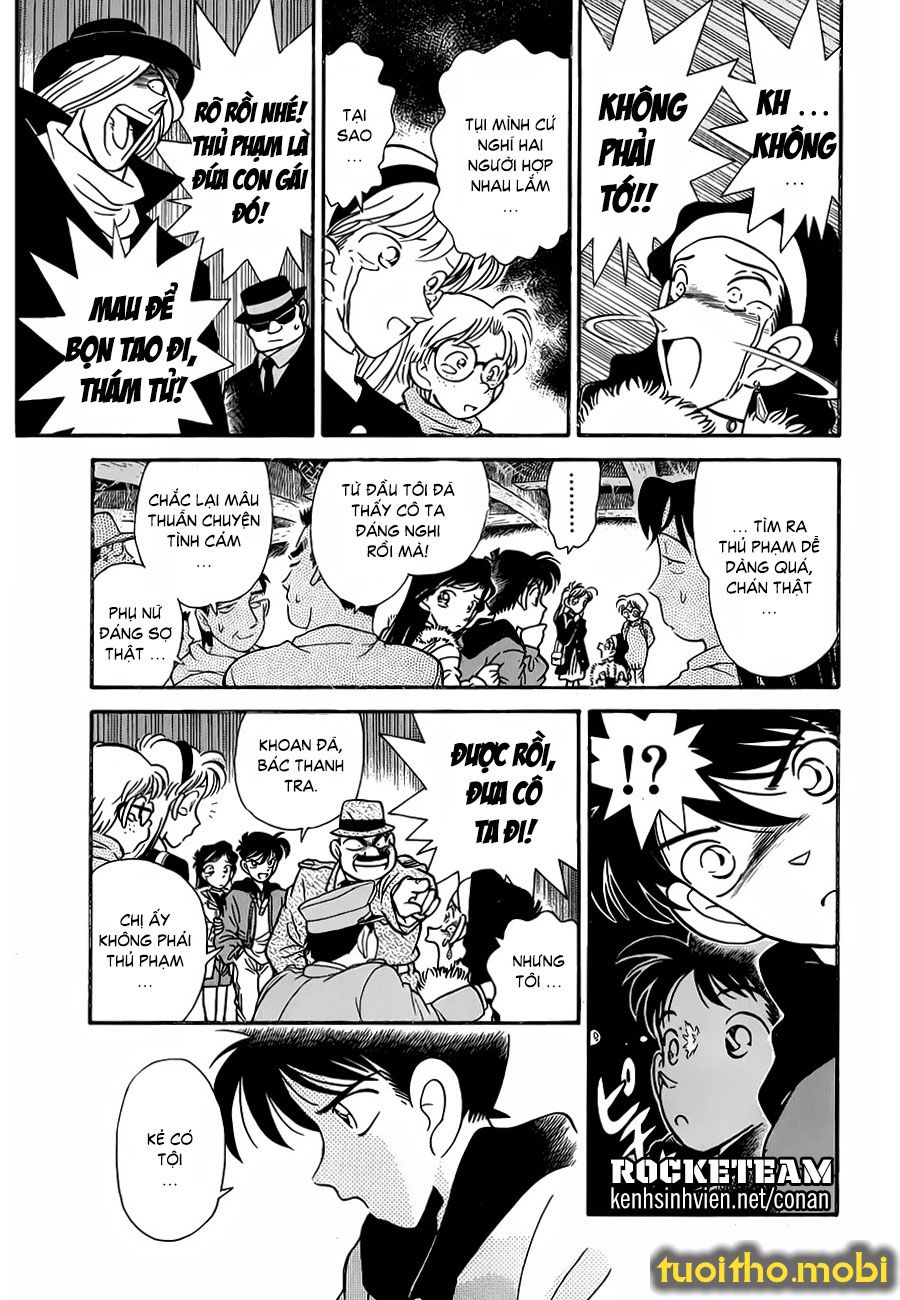 KH ...
KHÔNG
...
KHÔNG
PHẢI
TỚ!!
TỤI MÌNH CỨ
NGHĨ HAI
NGƯỜI HỢP
NHAU LẮM
...
TẠI
SAO
...
RÕ RỒI NHÉ!
THỦ PHẠM LÀ
ĐỨA CON GÁI
ĐÓ!
MAU ĐỂ
BỌN TAO ĐI,
THÁM TỬ!
... TÌM RA
THỦ PHẠM DỄ
DÀNG QUÁ,
CHÁN THẬT
...
.........
TỪ ĐẦU TÔI ĐÃ
THẤY CÔ TA
ĐÁNG NGHI
RỒI MÀ!
CHẮC LẠI MÂU
THUẪN CHUYỆN
TÌNH CẢM
...
PHỤ NỮ
ĐÁNG SỢ
THẬT ...
!?
ピチ
ĐƯỢC RỒI,
ĐƯA CÔ
TA ĐI!
NHƯNG
TÔI ...
KHOAN ĐÃ,
BÁC THANH
TRA.
CHỊ ẤY
KHÔNG PHẢI
THỦ PHẠM
...
KẺ CÓ
TỘI
...
ROCKETEAM
kenhsinhvien.net/conan
tuoitho.mobi